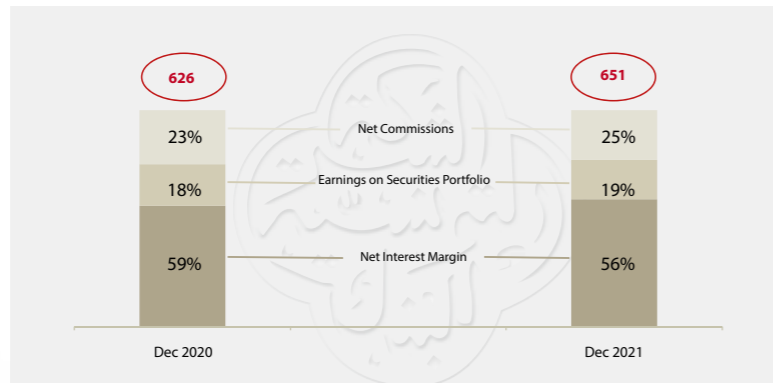 626
651
23%
Net Commissions
25%
18%
Earnings on Securities Portfolio
19%
59%
Net Interest Margin
56%
Dec 2020
Dec 2021